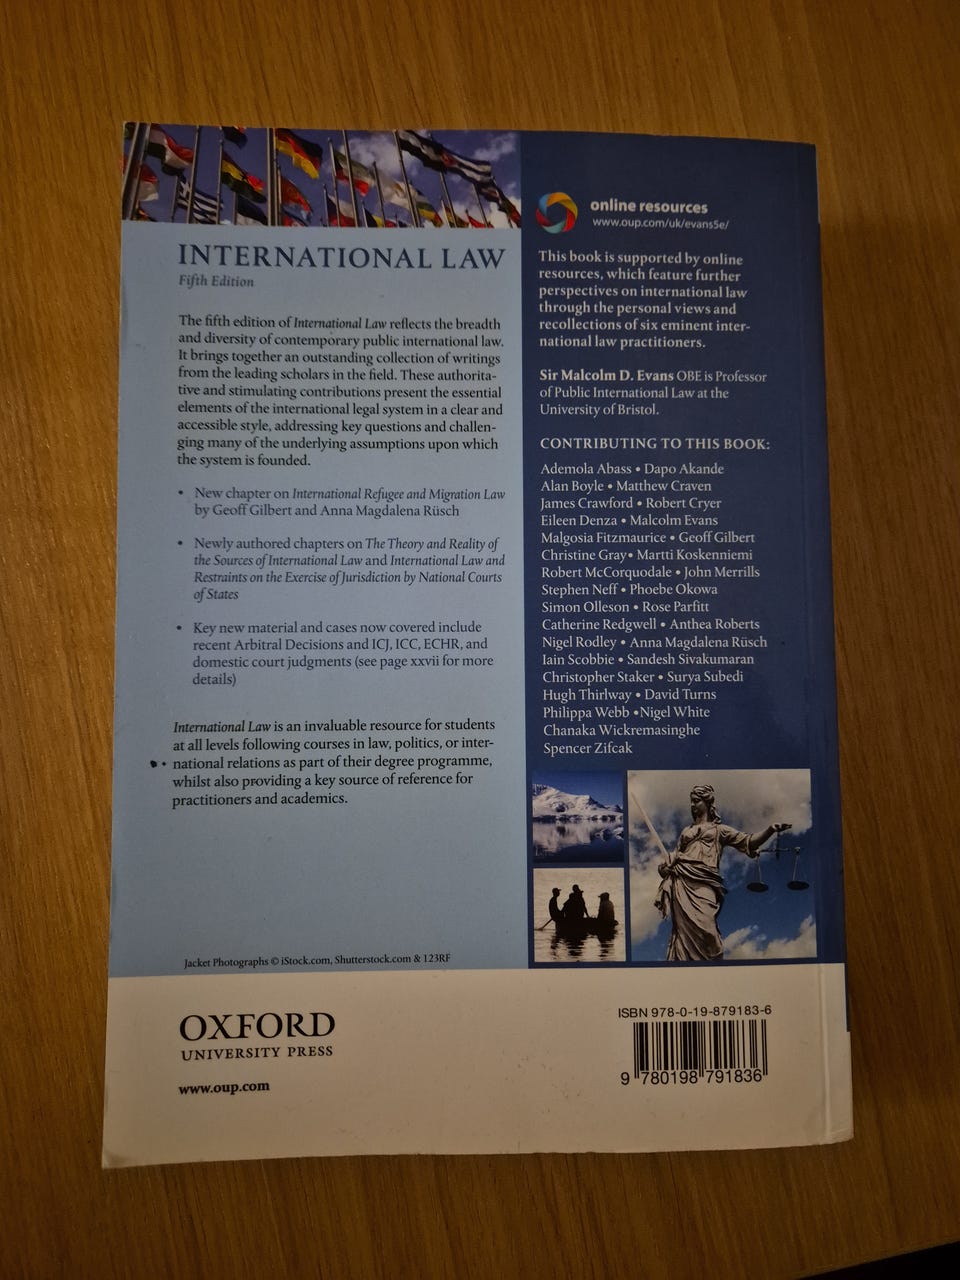 INTERNATIONAL LAW
Fifth Edition
The fifth edition of International Law reflects the breadth
and diversity of contemporary public international law.
It brings together an outstanding collection of writings
from the leading scholars in the field. These authorita-
tive and stimulating contributions present the essential
elements of the international legal system in a clear and
accessible style, addressing key questions and challen-
ging many of the underlying assumptions upon which
the system is founded.
• New chapter on International Refugee and Migration Law
by Geoff Gilbert and Anna Magdalena Rüsch
• Newly authored chapters on The Theory and Reality of
the Sources of International Law and International Law and
Restraints on the Exercise of Jurisdiction by National Courts
of States
• Key new material and cases now covered include
recent Arbitral Decisions and ICJ, ICC, ECHR, and
domestic court judgments (see page xxvii for more
details)
International Law is an invaluable resource for students
at all levels following courses in law, politics, or inter-
national relations as part of their degree programme,
whilst also providing a key source of reference for
practitioners and academics.
Jacket Photographs © iStock.com, Shutterstock.com & 123RF
online resources
www.oup.com/uk/evans5e/
This book is supported by online
resources, which feature further
perspectives on international law
through the personal views and
recollections of six eminent inter-
national law practitioners.
Sir Malcolm D. Evans OBE is Professor
of Public International Law at the
University of Bristol.
CONTRIBUTING TO THIS BOOK:
Ademola Abass • Dapo Akande
Alan Boyle • Matthew Craven
James Crawford • Robert Cryer
Eileen Denza • Malcolm Evans
Malgosia Fitzmaurice • Geoff Gilbert
Christine Gray• Martti Koskenniemi
Robert McCorquodale • John Merrills
Stephen Neff • Phoebe Okowa
Simon Olleson • Rose Parfitt
Catherine Redgwell • Anthea Roberts
Nigel Rodley • Anna Magdalena Rüsch
Iain Scobbie • Sandesh Sivakumaran
Christopher Staker • Surya Subedi
Hugh Thirlway • David Turns
Philippa Webb •Nigel White
Chanaka Wickremasinghe
Spencer Zifcak
OXFORD
UNIVERSITY PRESS
www.oup.com
ISBN 978-0-19-879183-6
9 780198 791836